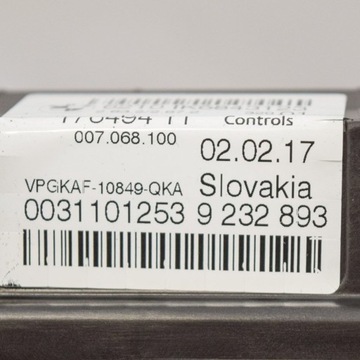 Controls
007.068.100
02.02.17
VPGKAF-10849-QKA Slovakia
0031101253 9 232 893